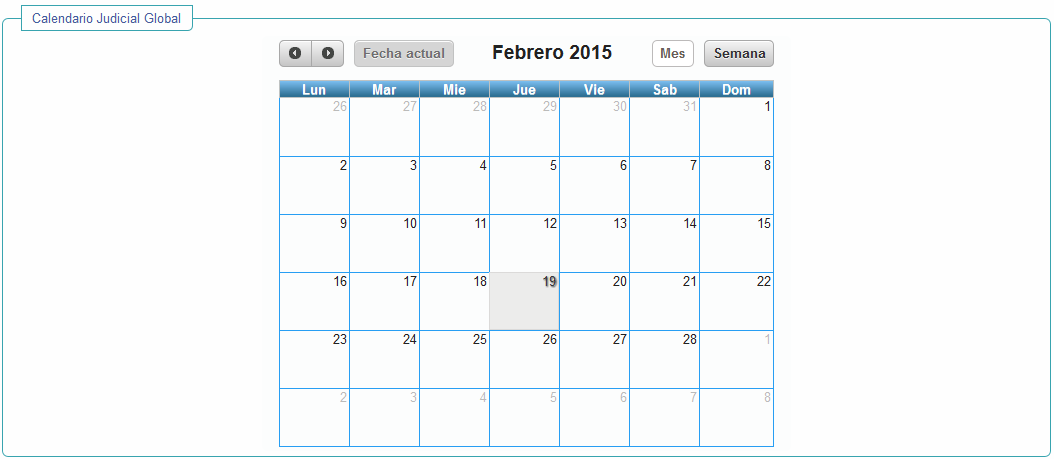 Calendario Judicial Global
Fecha actual Febrero 2015 Mes Semana
Lun Mar Mie Jue Vie Sab Dom
26 27 28 29 30 31 1
2 3 4 5 6 7 8
9 10 11 12 13 14 15
16 17 18 19 20 21 22
23 24 25 26 27 28 1
2 3 4 5 6 7 8